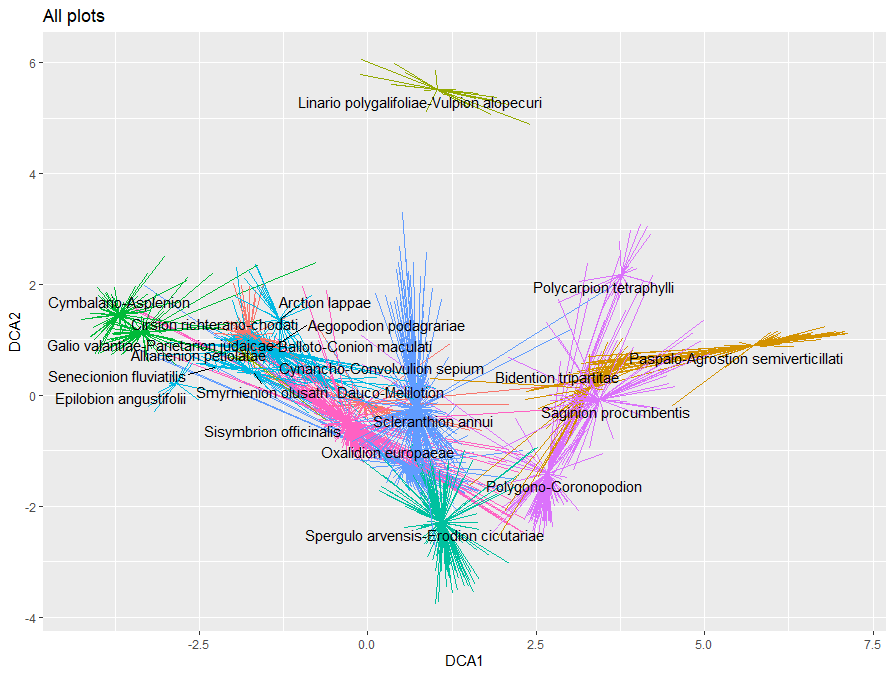 All plots
6
4
2
0
-2
-4
DCA2
Linario polygalifoliae-Vulpion alopecuri
Polycarpion tetraphylli
Cymbalario-Asplenion
Arction lappae
Cirsion richterano-chodati
Aegopodion podagrariae
Galio valantiae-Parietarion judaicae
Balloto-Conion maculati
Alliarienion petiolatae
Paspalo-Agrostion semiverticillati
Cynancho-Convolvulion sepium
Senecionion fluviatilis
Bidention tripartitae
Epilobion angustifolii
Smyrnienion olusatri
Dauco-Melilotion
Saginion procumbentis
Scleranthion annui
Sisymbrion officinalis
Oxalidion europaeae
Polygono-Coronopodion
Spergulo arvensis-Erodion cicutariae
-2.5
0.0
2.5
5.0
7.5
DCA1